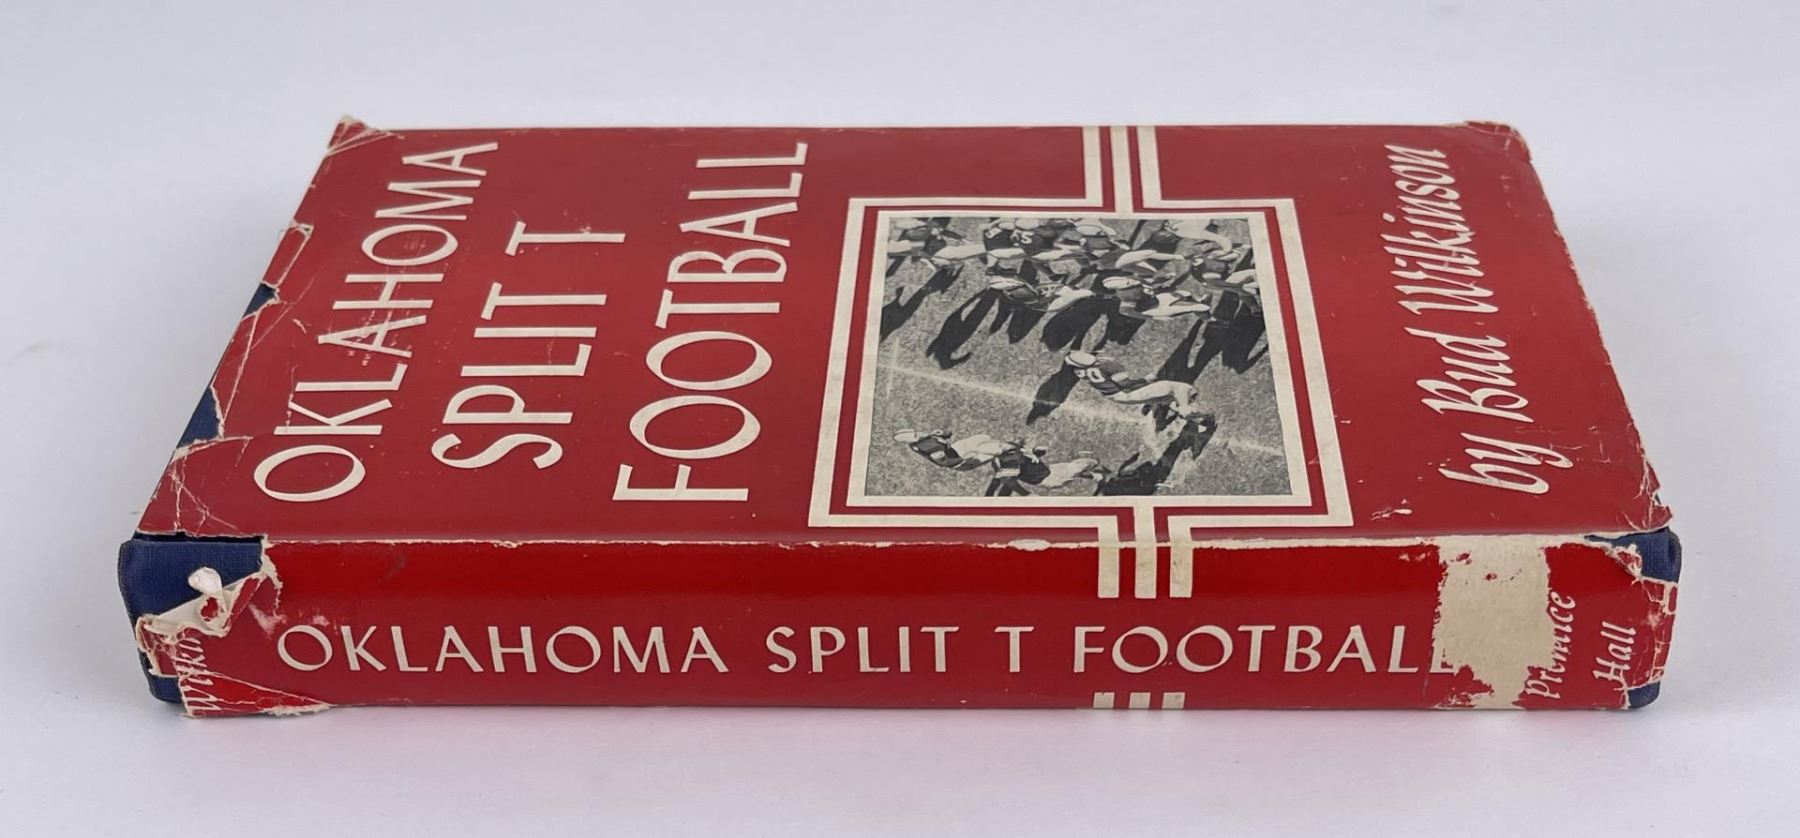 OKLAHOMA
SPLIT T
FOOTBALL
by Bud Wilkinson
OKLAHOMA SPLIT T FOOTBALL
Prentice
Hall